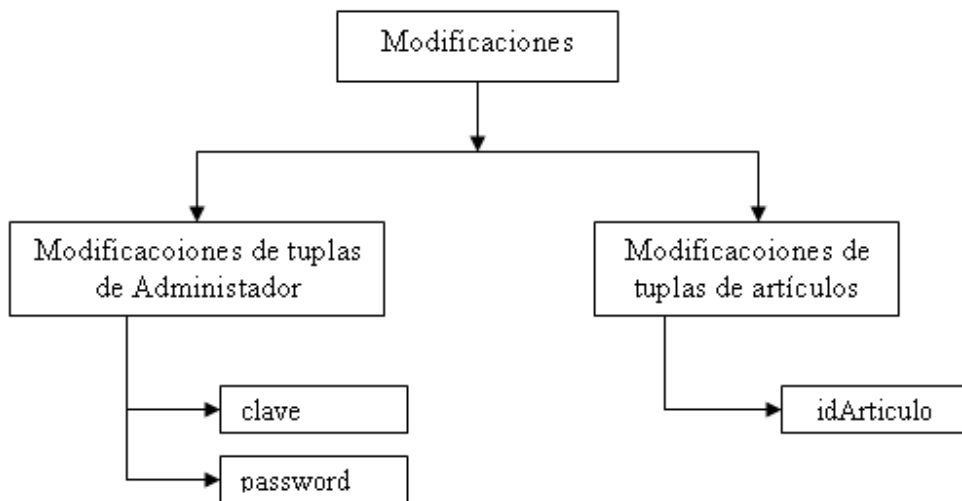 Modificaciones
Modificacoiones de tuplas
de Administador
Modificacoiones de
tuplas de artículos
clave
idArticulo
password